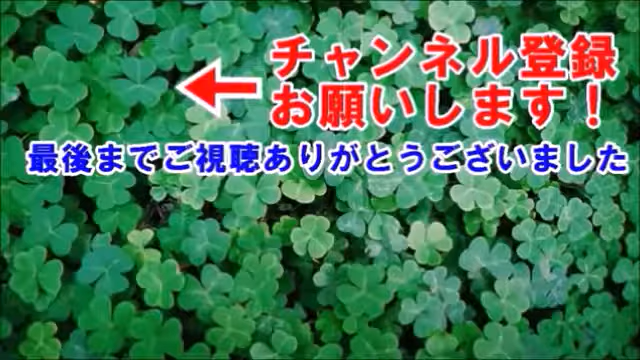 チャンネル登録
お願いします！
最後までご視聴ありがとうございました